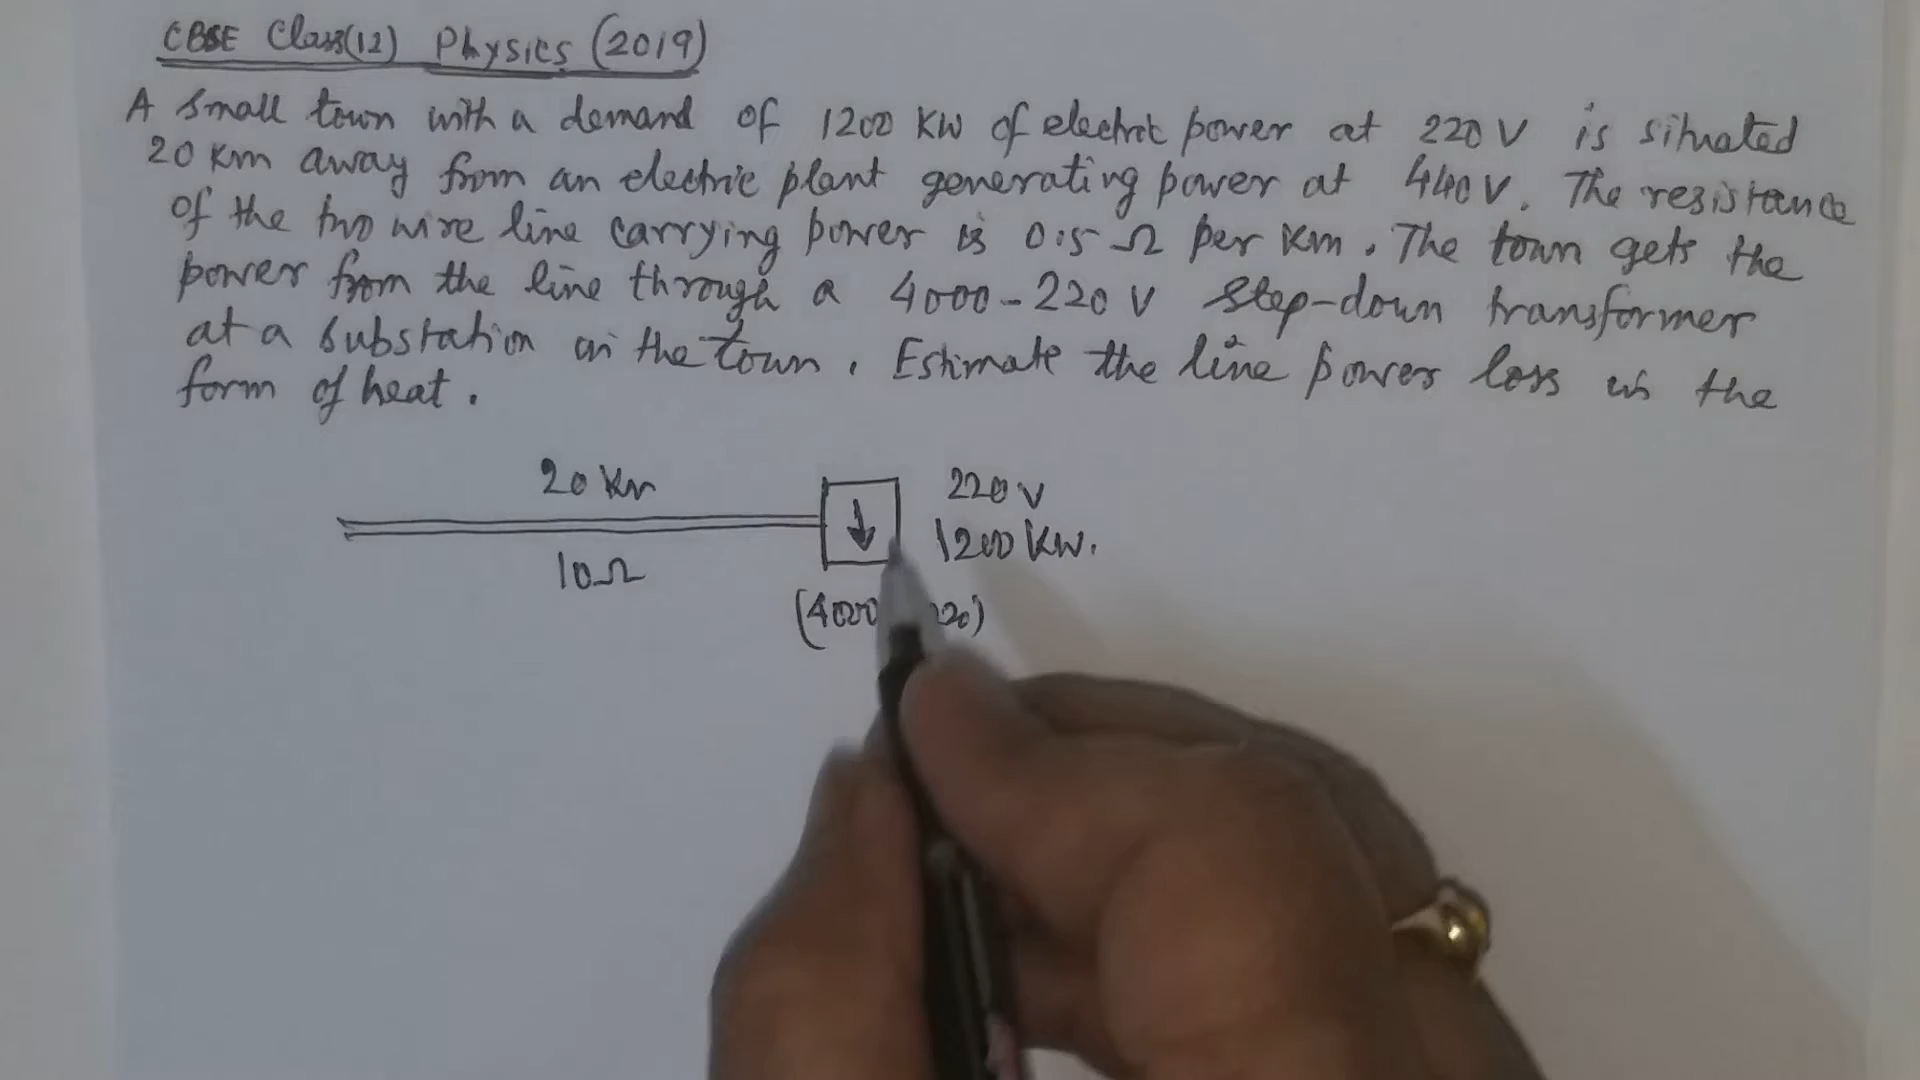 CBSE Class(12) Physics (2019)
A small town with a demand of 1200 KW of electric power at 220 V is situated
20 Km away from an electric plant generating power at 440 V. The resistance
of the two wire line carrying power is 0.5 Ω per Km. The town gets the
power from the line through a 4000-220 V step-down transformer
at a substation in the town. Estimate the line power loss in the
form of heat.
20 Km
220 V
1200 KW.
10Ω